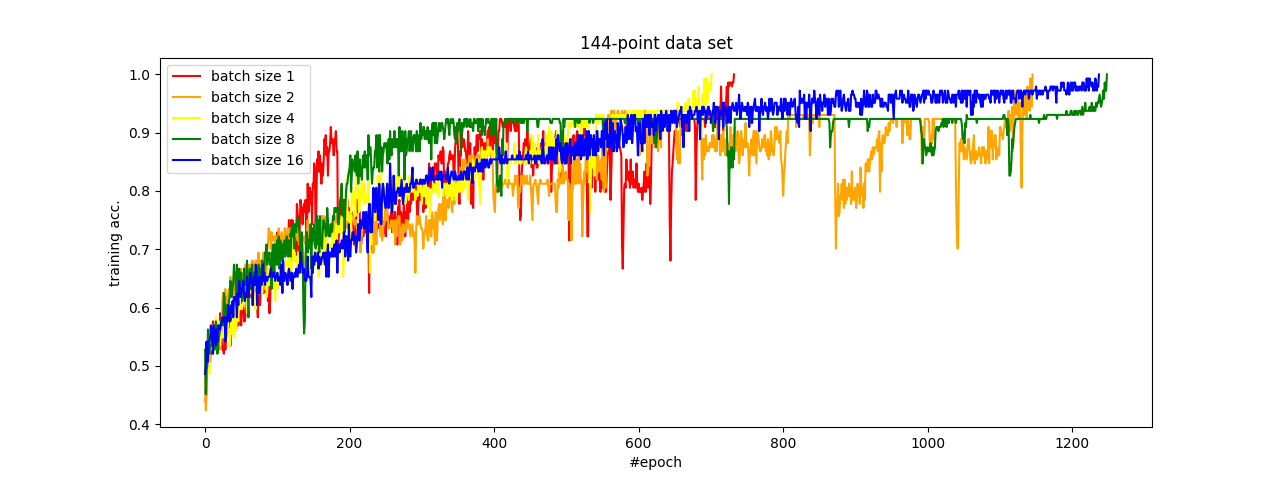 144-point data set
1.0
0.9
0.8
0.7
0.6
0.5
0.4
training acc.
batch size 1
batch size 2
batch size 4
batch size 8
batch size 16
0 200 400 600 800 1000 1200
#epoch